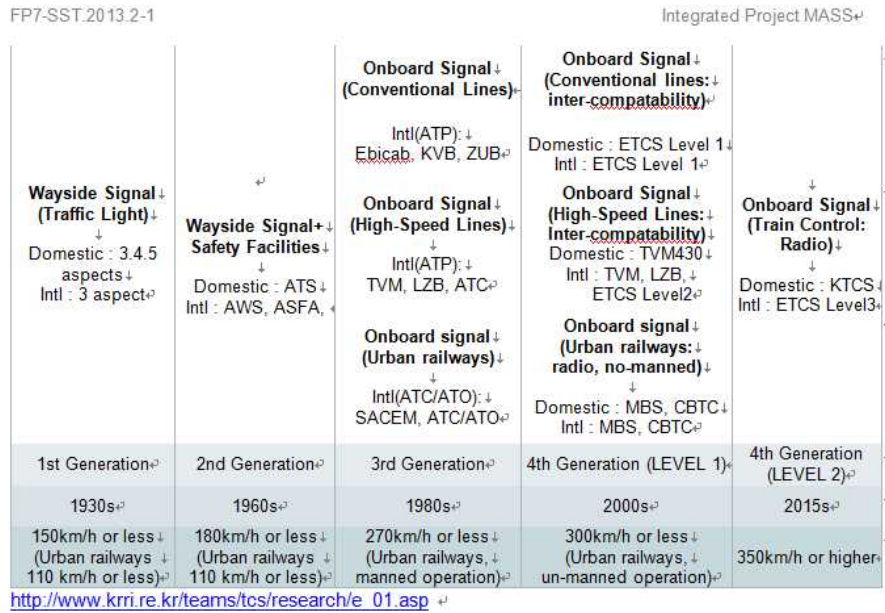 FP7-SST.2013.2-1
Integrated Project MASS
Wayside Signal
(Traffic Light)
Domestic : 3.4.5
aspects
Intl : 3 aspect
Wayside Signal+
Safety Facilities
Domestic : ATS
Intl : AWS, ASFA,
Onboard Signal
(Conventional Lines)
Intl(ATP):
Ebicab, KVB, ZUB
Onboard Signal
(High-Speed Lines)
Intl(ATP):
TVM, LZB, ATC
Onboard signal
(Urban railways)
Intl(ATC/ATO):
SACEM, ATC/ATO
Onboard Signal
(Conventional lines:
inter-compatability)
Domestic : ETCS Level 1
Intl : ETCS Level 1
Onboard Signal
(High-Speed Lines:
Inter-compatability)
Domestic : TVM430
Intl : TVM, LZB,
ETCS Level2
Onboard signal
(Urban railways:
radio, no-manned)
Domestic : MBS, CBTC
Intl : MBS, CBTC
Onboard Signal
(Train Control:
Radio)
Domestic : KTCS
Intl : ETCS Level3
1st Generation
2nd Generation
3rd Generation
4th Generation (LEVEL 1)
4th Generation
(LEVEL 2)
1930s
1960s
1980s
2000s
2015s
150km/h or less
(Urban railways
110 km/h or less)
180km/h or less
(Urban railways
110 km/h or less)
270km/h or less
(Urban railways,
manned operation)
300km/h or less
(Urban railways,
un-manned operation)
350km/h or higher
http://www.krri.re.kr/teams/tcs/research/e_01.asp